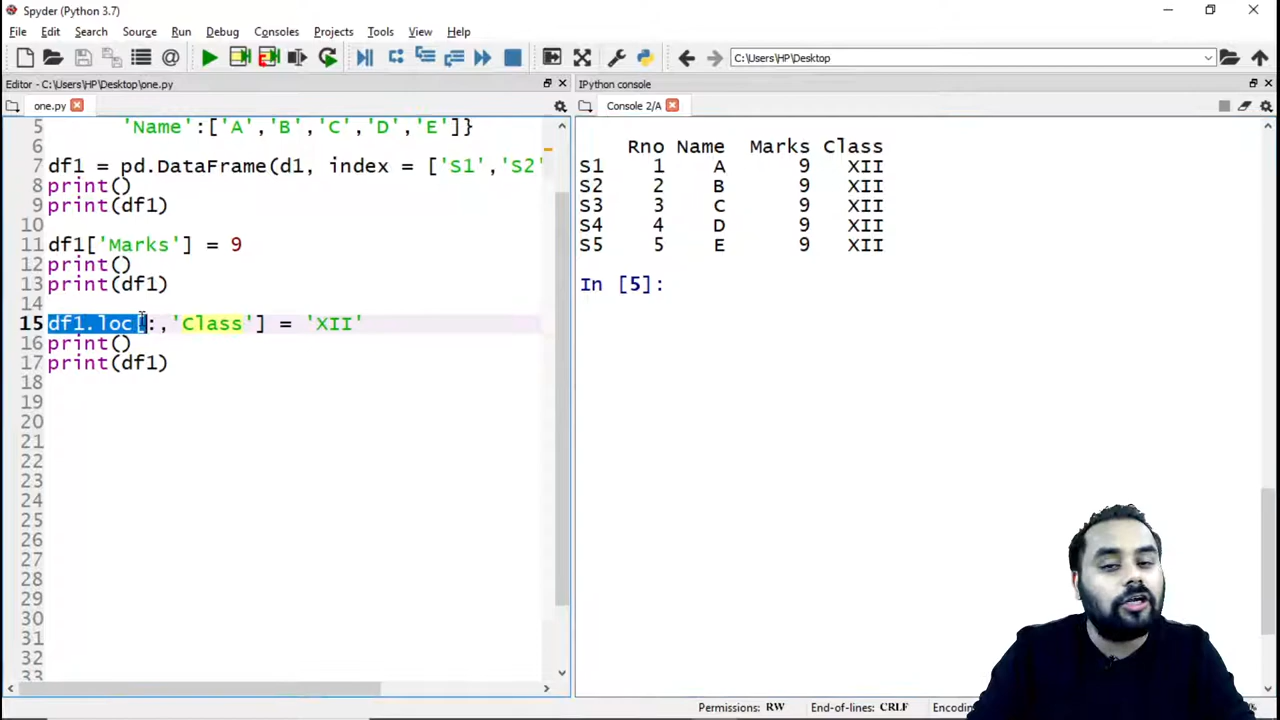 Spyder (Python 3.7)
File Edit Search Source Run Debug Consoles Projects Tools View Help
C:\Users\HP\Desktop
Editor - C:\Users\HP\Desktop\one.py
IPython console
one.py
Console 2/A
5 'Name':['A','B','C','D','E']}
6
7 df1 = pd.DataFrame(d1, index = ['S1','S2'
8 print()
9 print(df1)
10
11 df1['Marks'] = 9
12 print()
13 print(df1)
14
15 df1.loc[:,'Class'] = 'XII'
16 print()
17 print(df1)
18
19
20
21
22
23
24
25
26
27
28
29
30
31
32
33
Rno Name Marks Class
S1 1 A 9 XII
S2 2 B 9 XII
S3 3 C 9 XII
S4 4 D 9 XII
S5 5 E 9 XII
In [5]:
Permissions: RW End-of-lines: CRLF